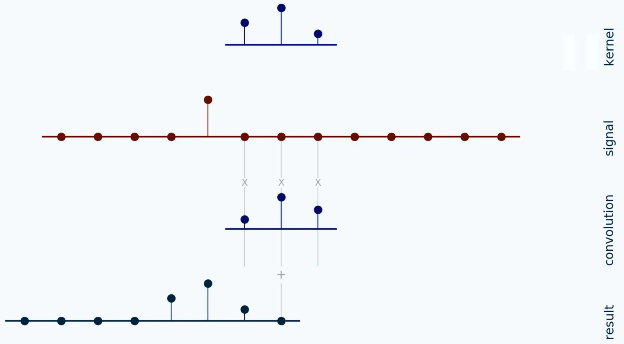 kernel
signal
x x x
convolution
+
result